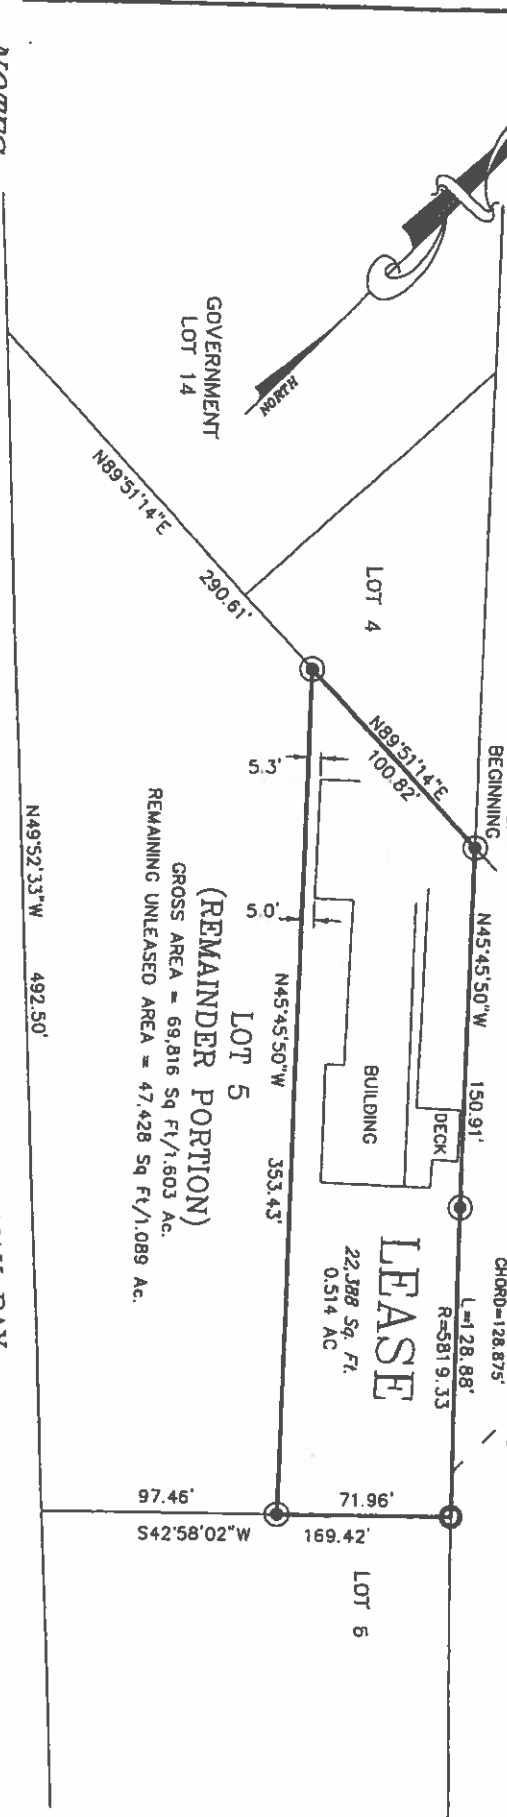 NORTH
GOVERNMENT
LOT 14
N89°51'14"E
290.61'
LOT 4
N89°51'14"E
100.82'
BEGINNING
N45°45'50"W
150.91'
CHORD=128.875'
L=128.88'
R=5819.33
5.3'
5.0'
BUILDING
DECK
LEASE
22,388 Sq. Ft.
0.514 AC
N45°45'50"W
353.43'
LOT 5
(REMAINDER PORTION)
GROSS AREA = 69,816 Sq Ft/1.603 Ac.
REMAINING UNLEASED AREA = 47,428 Sq Ft/1.089 Ac.
N49°52'33"W
492.50'
97.46'
71.96'
S42°58'02"W
169.42'
LOT 6